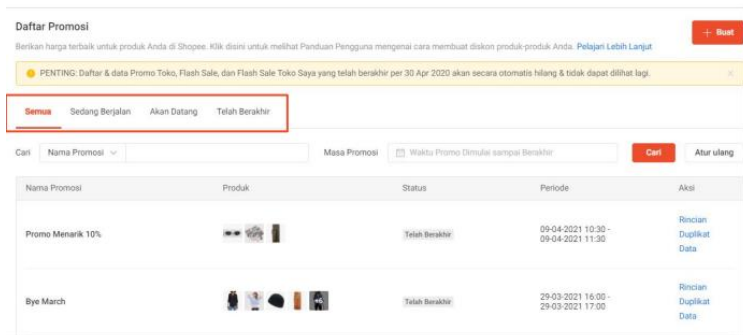 Daftar Promosi
+ Buat
Berikan harga terbaik untuk produk Anda di Shopee. Klik disini untuk melihat Panduan Pengguna mengenai cara membuat diskon produk-produk Anda. Pelajari Lebih Lanjut
PENTING: Daftar & data Promo Toko, Flash Sale, dan Flash Sale Toko Saya yang telah berakhir per 30 Apr 2020 akan secara otomatis hilang & tidak dapat dilihat lagi.
Semua Sedang Berjalan Akan Datang Telah Berakhir
Cari Nama Promosi Masa Promosi Waktu Promo Dimulai sampai Berakhir Cari Atur ulang
Nama Promosi Produk Status Periode Aksi
Promo Menarik 10% Telah Berakhir
09-04-2021 10:30 -
09-04-2021 11:30
Rincian
Duplikat
Data
Bye March +6 Telah Berakhir
29-03-2021 16:00 -
29-03-2021 17:00
Rincian
Duplikat
Data